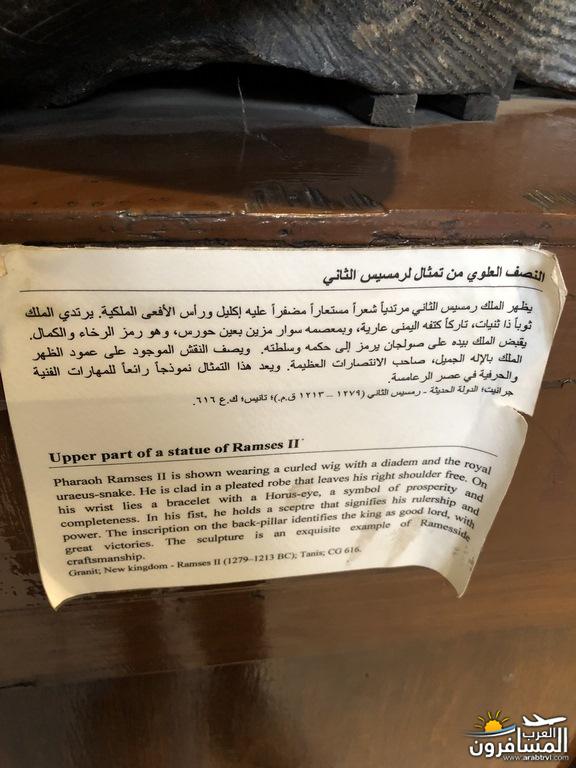 النصف العلوي من تمثال لرمسيس الثاني
يظهر الملك رمسيس الثاني مرتدياً شعراً مستعاراً مضفراً عليه إكليل ورأس الأفعى الملكية. يرتدي الملك
ثوباً ذا ثنيات، تاركاً كتفه اليمنى عارية، وبمعصمه سوار مزين بعين حورس، وهو رمز الرخاء والكمال.
يقبض الملك بيده على صولجان يرمز إلى حكمه وسلطته. ويصف النقش الموجود على عمود الظهر
الملك بالإله الجميل، صاحب الانتصارات العظيمة. ويعد هذا التمثال نموذجاً رائعاً للمهارات الفنية
والحرفية في عصر الرعامسة.
جرانيت؛ الدولة الحديثة - رمسيس الثاني (١٢٧٩ – ١٢١٣ ق.م.)؛ تانيس؛ ك.ع ٦١٦.
Upper part of a statue of Ramses II
Pharaoh Ramses II is shown wearing a curled wig with a diadem and the royal
uraeus-snake. He is clad in a pleated robe that leaves his right shoulder free. On
his wrist lies a bracelet with a Horus-eye, a symbol of prosperity and
completeness. In his fist, he holds a sceptre that signifies his rulership and
power. The inscription on the back-pillar identifies the king as good lord, with
great victories. The sculpture is an exquisite example of Ramesside
craftsmanship.
Granit; New kingdom - Ramses II (1279–1213 BC); Tanis; CG 616.
العرب
المسافرون
www.arabtrvl.com